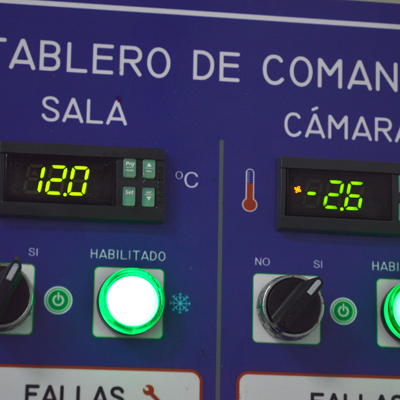 TABLERO DE COMAN
SALA
CÁMARA
12.0
Prg
Set
°C
-2.6
SI
HABILITADO
NO
SI
HABI
FALLAS
FALLAS